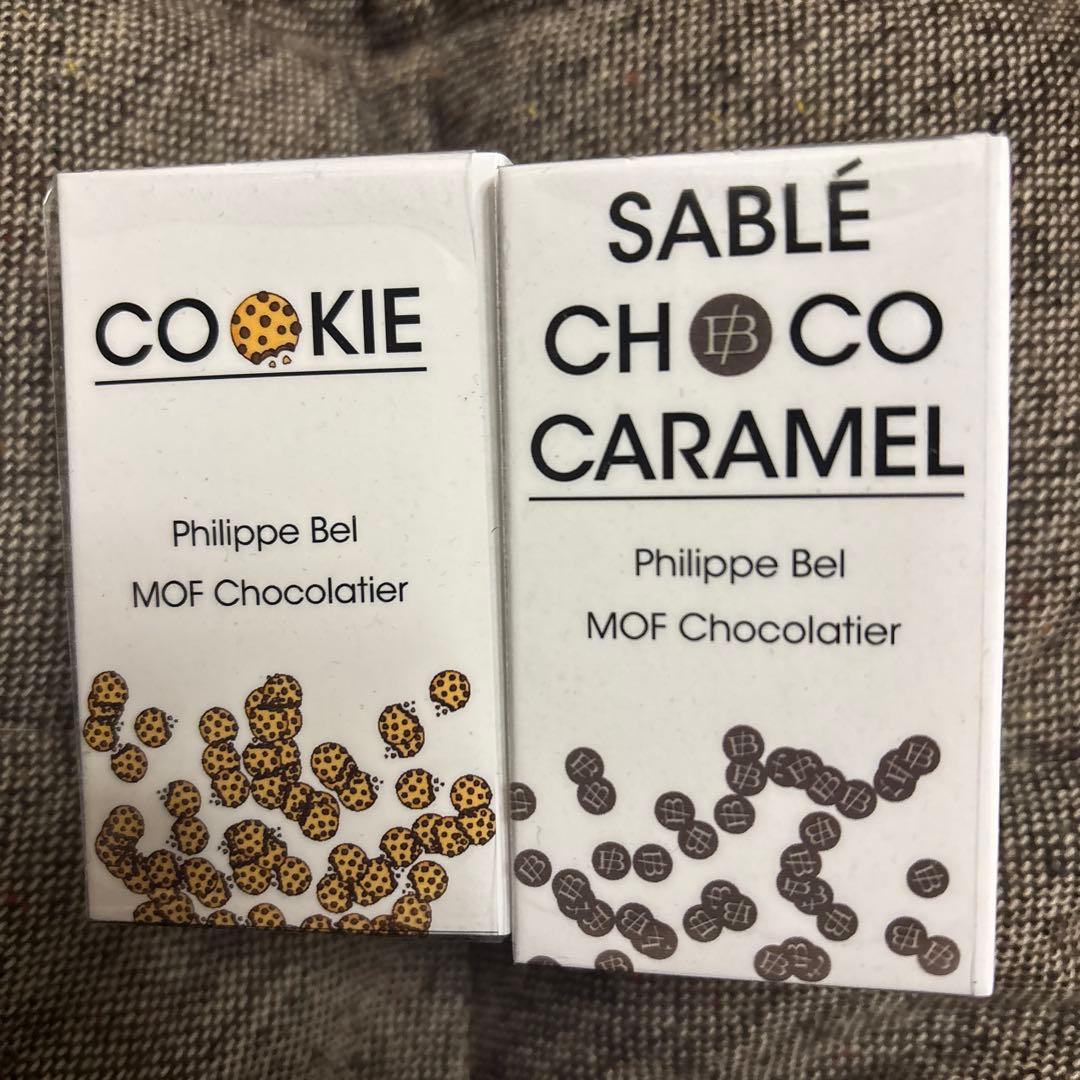 COOKIE
Philippe Bel
MOF Chocolatier
SABLÉ
CHOCO
CARAMEL
Philippe Bel
MOF Chocolatier